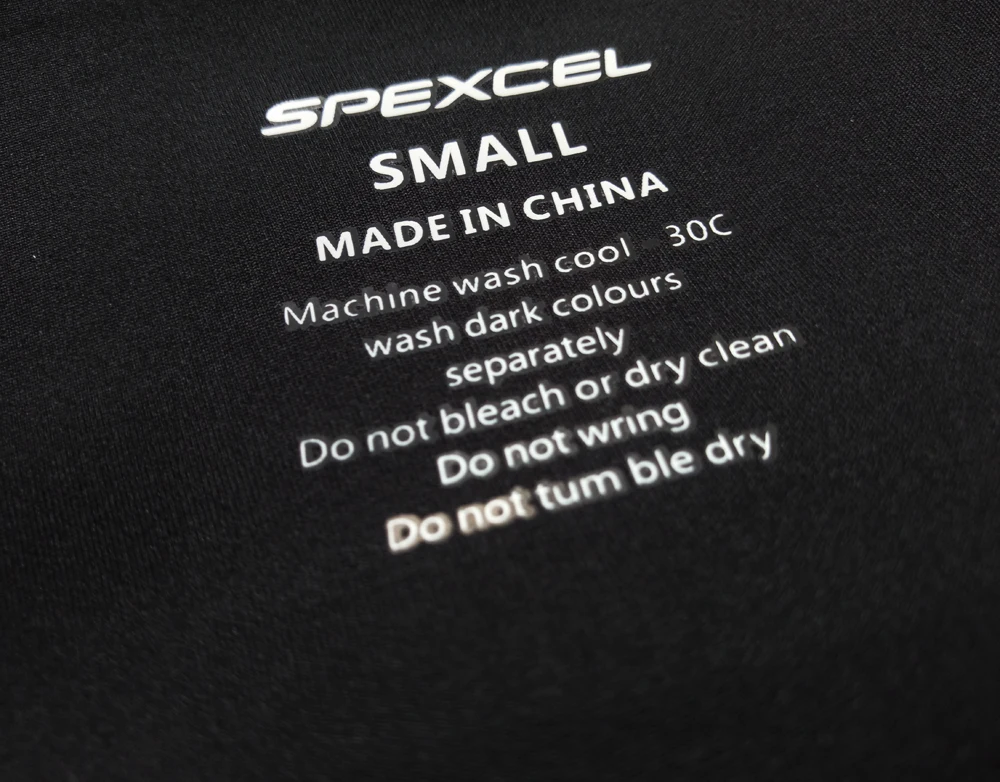 SPEXCEL
SMALL
MADE IN CHINA
Machine wash cool 30C
wash dark colours
separately
Do not bleach or dry clean
Do not wring
Do not tum ble dry